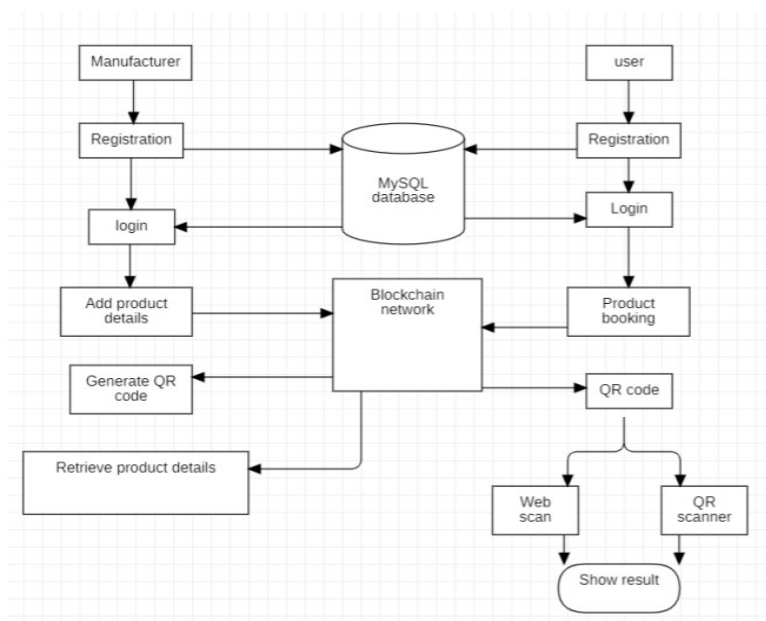 Manufacturer
user
Registration
Registration
MySQL
database
Login
login
Add product
details
Blockchain
network
Product
booking
Generate QR
code
QR code
Retrieve product details
Web
scan
QR
scanner
Show result